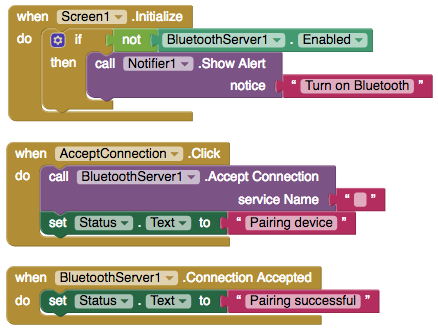 when Screen1 .Initialize
do if not BluetoothServer1 . Enabled
then call Notifier1 .Show Alert
notice " Turn on Bluetooth "
when AcceptConnection .Click
do call BluetoothServer1 .Accept Connection
service Name " "
set Status . Text to " Pairing device "
when BluetoothServer1 .Connection Accepted
do set Status . Text to " Pairing successful "